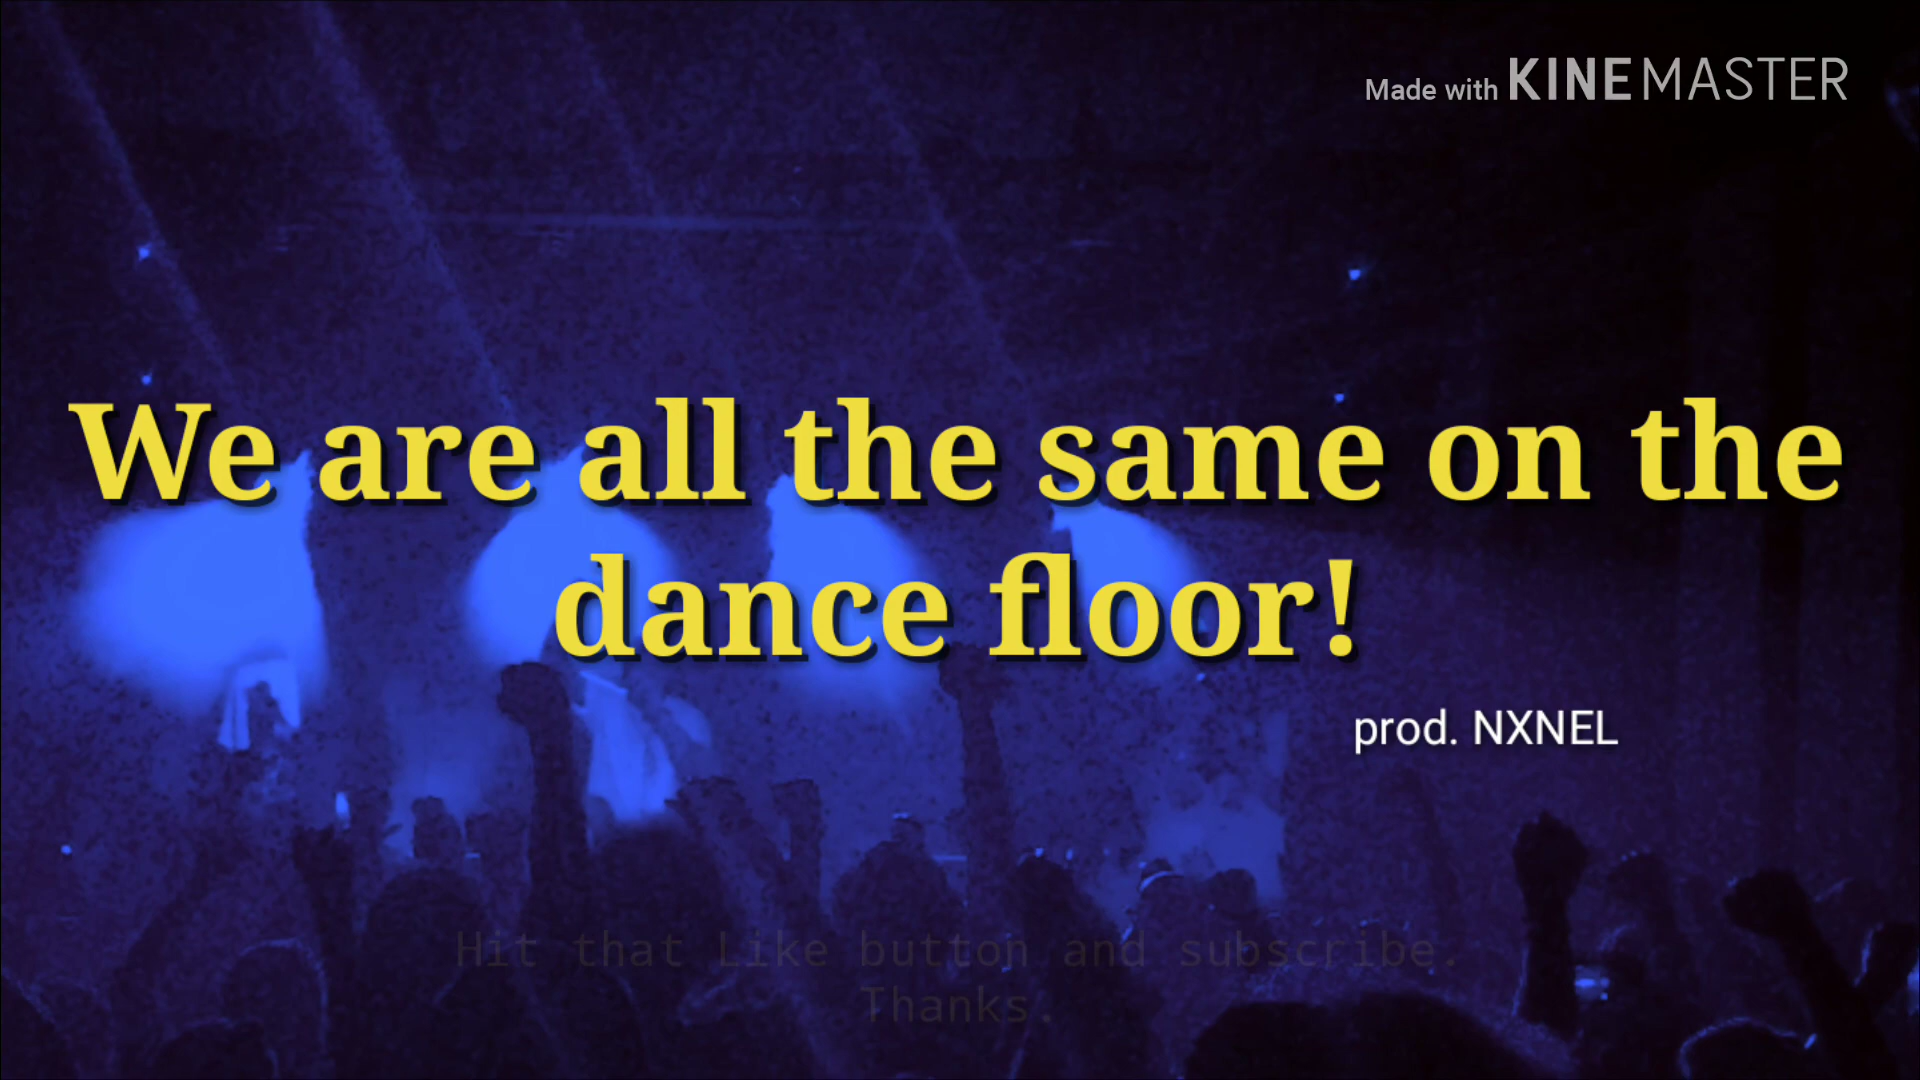 Made with KINEMASTER
We are all the same on the
dance floor!
prod. NXNEL
Hit that Like button and subscribe.
Thanks.